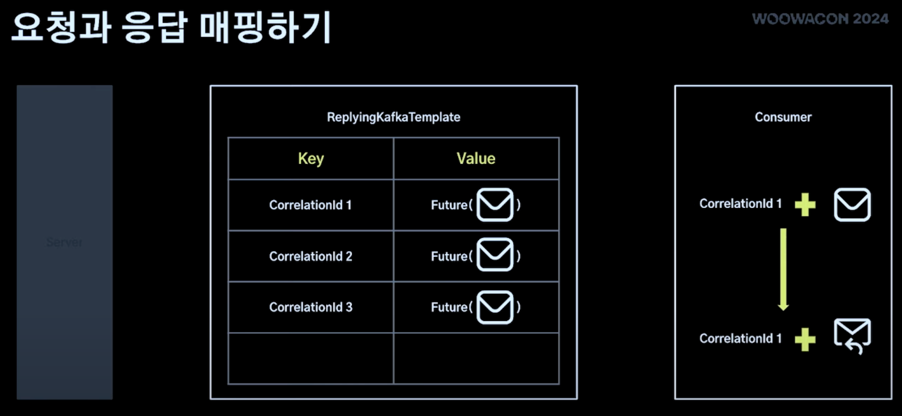 요청과 응답 매핑하기
WOOWACON 2024
Server
ReplyingKafkaTemplate
Key Value
CorrelationId 1 Future( )
CorrelationId 2 Future( )
CorrelationId 3 Future( )
Consumer
CorrelationId 1
CorrelationId 1